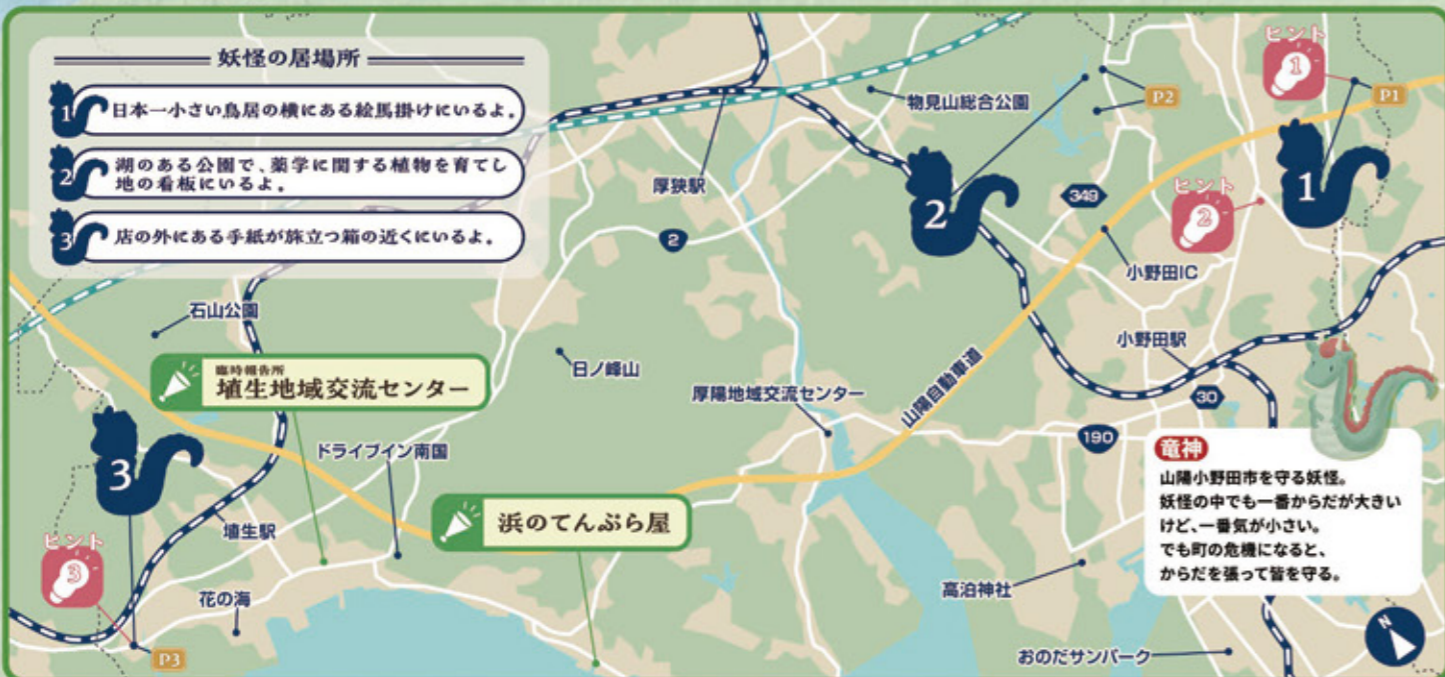 妖怪の居場所
1
日本一小さい鳥居の横にある絵馬掛けにいるよ。
2
湖のある公園で、薬学に関する植物を育てし
地の看板にいるよ。
3
店の外にある手紙が旅立つ箱の近くにいるよ。
ヒント
1
P1
P2
物見山総合公園
厚狭駅
349
2
1
ヒント
2
2
小野田IC
石山公園
小野田駅
臨時報告所
埴生地域交流センター
日ノ峰山
厚陽地域交流センター
山陽自動車道
30
190
ドライブイン南国
3
浜のてんぷら屋
埴生駅
ヒント
3
花の海
P3
高泊神社
おのだサンパーク
竜神
山陽小野田市を守る妖怪。
妖怪の中でも一番からだが大きい
けど、一番気が小さい。
でも町の危機になると、
からだを張って皆を守る。
N